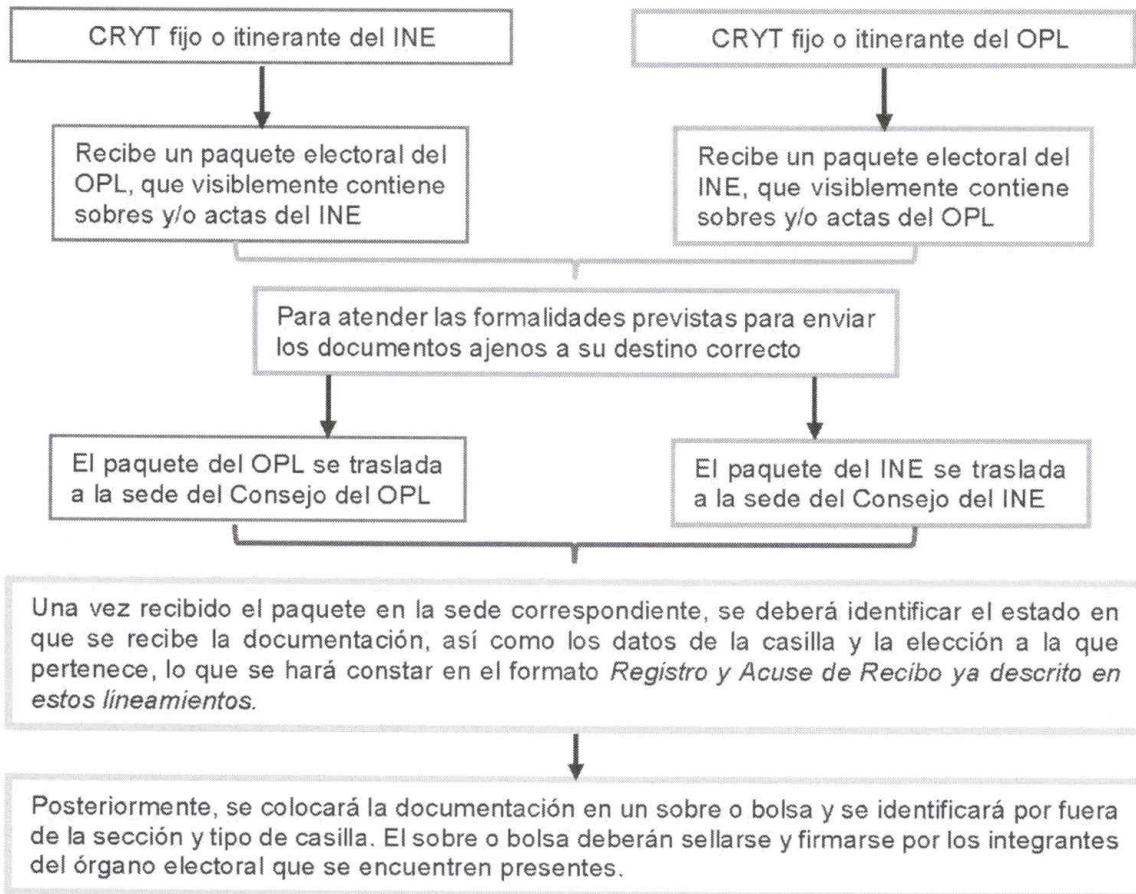 CRYT fijo o itinerante del INE
CRYT fijo o itinerante del OPL
Recibe un paquete electoral del
OPL, que visiblemente contiene
sobres y/o actas del INE
Recibe un paquete electoral del
INE, que visiblemente contiene
sobres y/o actas del OPL
Para atender las formalidades previstas para enviar
los documentos ajenos a su destino correcto
El paquete del OPL se traslada
a la sede del Consejo del OPL
El paquete del INE se traslada
a la sede del Consejo del INE
Una vez recibido el paquete en la sede correspondiente, se deberá identificar el estado en
que se recibe la documentación, así como los datos de la casilla y la elección a la que
pertenece, lo que se hará constar en el formato Registro y Acuse de Recibo ya descrito en
estos lineamientos.
Posteriormente, se colocará la documentación en un sobre o bolsa y se identificará por fuera
de la sección y tipo de casilla. El sobre o bolsa deberán sellarse y firmarse por los integrantes
del órgano electoral que se encuentren presentes.